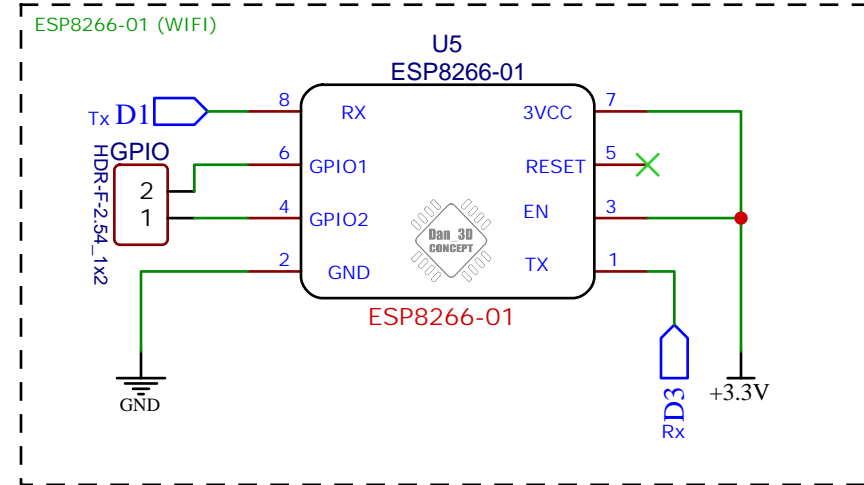 ESP8266-01 (WIFI)
U5
ESP8266-01
Tx D1
8
RX
3VCC
7
GPIO
HDR-F-2.54_1x2
2
1
6
GPIO1
RESET
5
4
GPIO2
EN
3
Dan_3D
CONCEPT
2
GND
TX
1
ESP8266-01
GND
D3
Rx
+3.3V